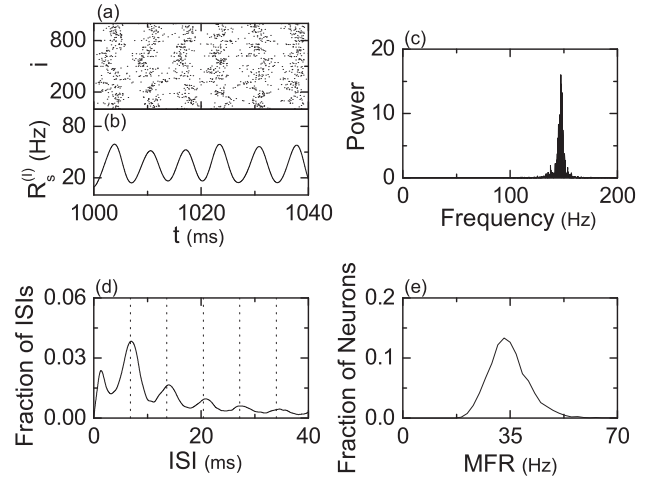 (a)
800
200
i
(b)
80
20
R_s^(I) (Hz)
1000 1020 1040
t (ms)
(c)
20
10
0
Power
0 100 200
Frequency (Hz)
(d)
0.06
0.03
0.00
Fraction of ISIs
0 20 40
ISI (ms)
(e)
0.2
0.1
0.0
Fraction of Neurons
0 35 70
MFR (Hz)